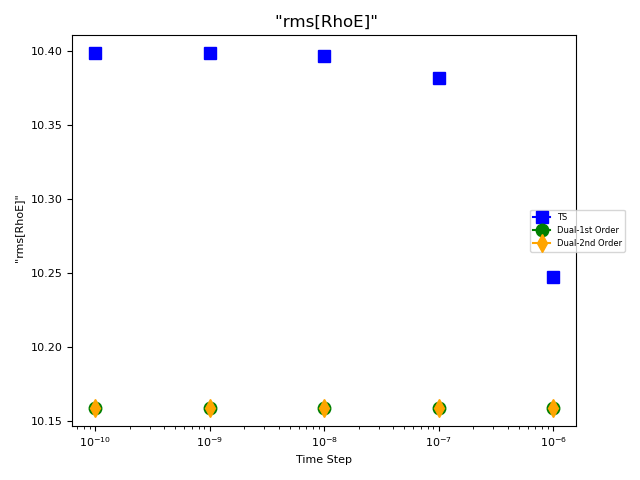 "rms[RhoE]"
"rms[RhoE]"
10.40
10.35
10.30
10.25
10.20
10.15
TS
Dual-1st Order
Dual-2nd Order
10⁻¹⁰
10⁻⁹
10⁻⁸
10⁻⁷
10⁻⁶
Time Step